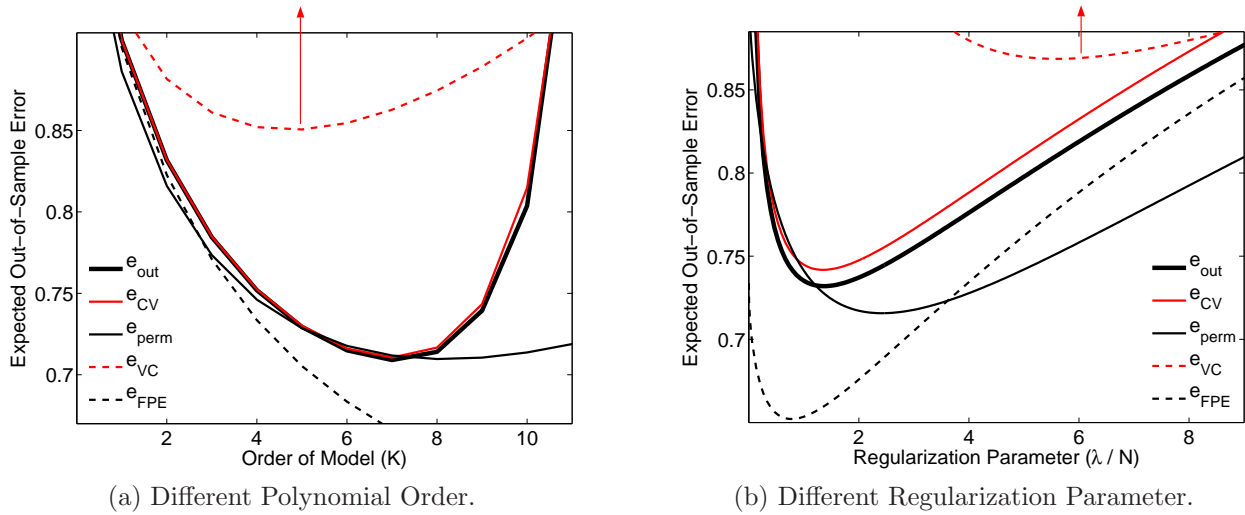 Expected Out-of-Sample Error
0.85
0.8
0.75
0.7
e_out
e_CV
e_perm
e_VC
e_FPE
2
4
6
8
10
Order of Model (K)
(a) Different Polynomial Order.
Expected Out-of-Sample Error
0.85
0.8
0.75
0.7
e_out
e_CV
e_perm
e_VC
e_FPE
2
4
6
8
Regularization Parameter (λ / N)
(b) Different Regularization Parameter.